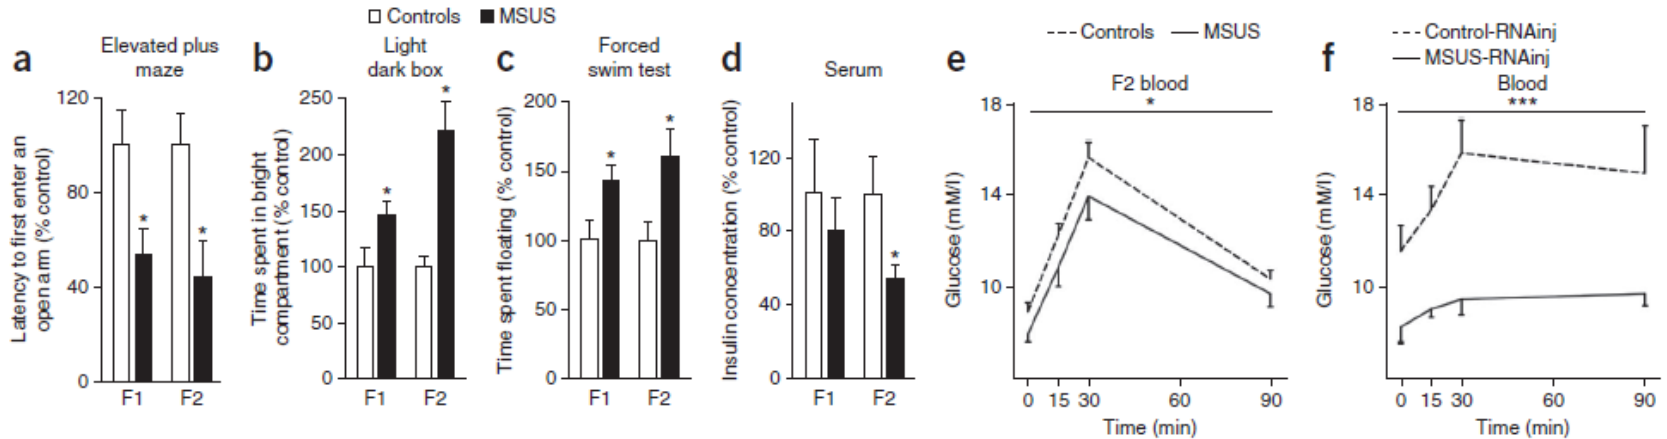 Controls MSUS
a
Elevated plus
maze
Latency to first enter an
open arm (% control)
120
80
40
0
*
*
F1 F2
b
Light
dark box
Time spent in bright
compartment (% control)
250
200
150
100
50
0
*
*
F1 F2
c
Forced
swim test
Time spent floating (% control)
200
150
100
50
0
*
*
F1 F2
d
Serum
Insulin concentration (% control)
120
80
40
0
*
F1 F2
e
Controls MSUS
F2 blood
*
Glucose (mM/l)
18
14
10
0 15 30 60 90
Time (min)
f
Control-RNAinj
MSUS-RNAinj
Blood
***
Glucose (mM/l)
18
14
10
0 15 30 60 90
Time (min)